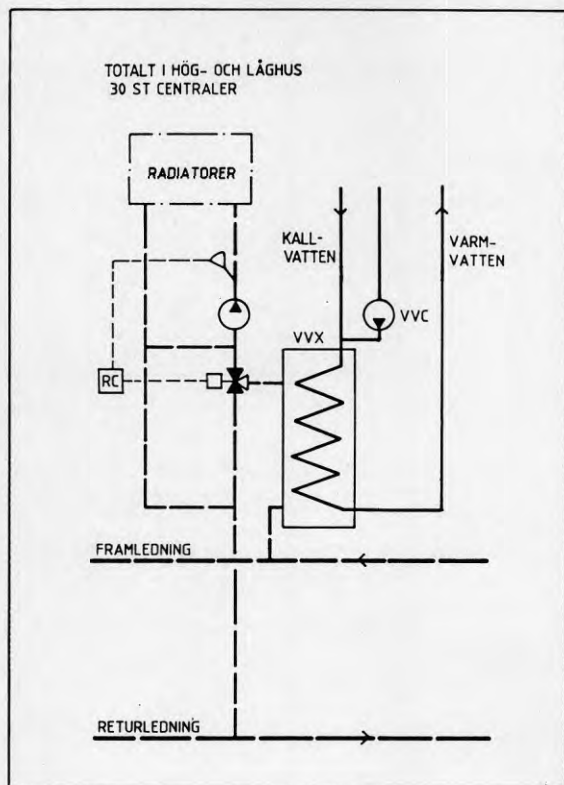 TOTALT I HÖG- OCH LÅGHUS
30 ST CENTRALER
RADIATORER
KALL-
VATTEN
VARM-
VATTEN
VVC
VVX
RC
FRAMLEDNING
RETURLEDNING